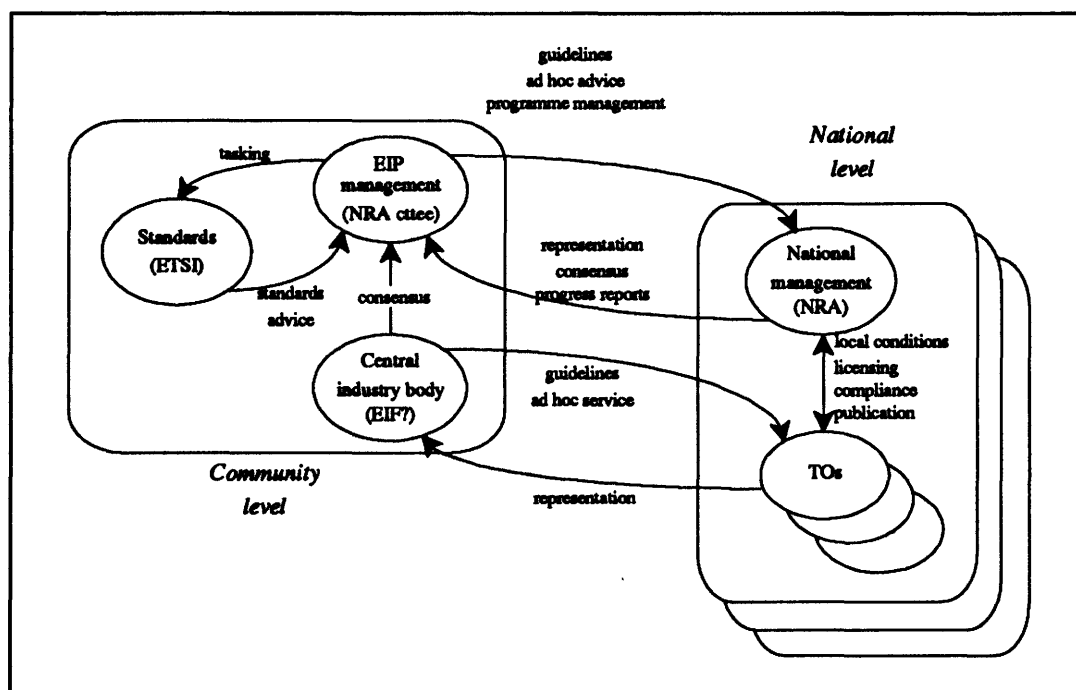 guidelines
ad hoc advice
programme management
National
level
tasking
EIP
management
(NRA cttee)
Standards
(ETSI)
representation
consensus
progress reports
National
management
(NRA)
standards
advice
consensus
local conditions
licensing
compliance
publication
Central
industry body
(EIF?)
guidelines
ad hoc service
Community
level
representation
TOs